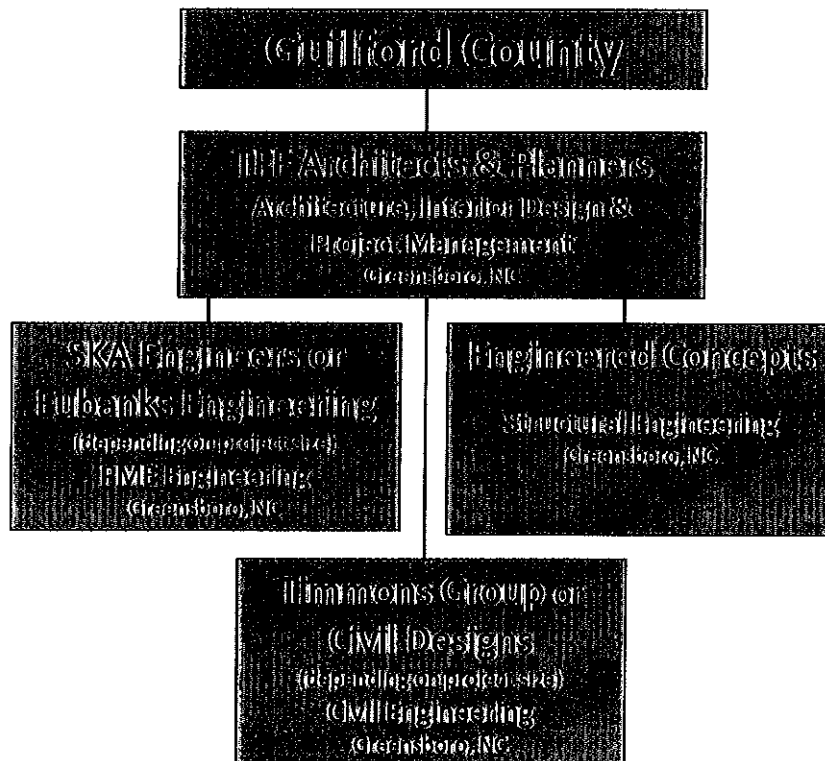 Guilford County
TFF Architects & Planners
Architecture, Interior Design &
Project Management
Greensboro, NC
SKA Engineers or
Eubanks Engineering
(depending on project size)
PME Engineering
Greensboro, NC
Engineered Concepts
Structural Engineering
Greensboro, NC
Timmons Group or
Civil Designs
(depending on project size)
Civil Engineering
Greensboro, NC